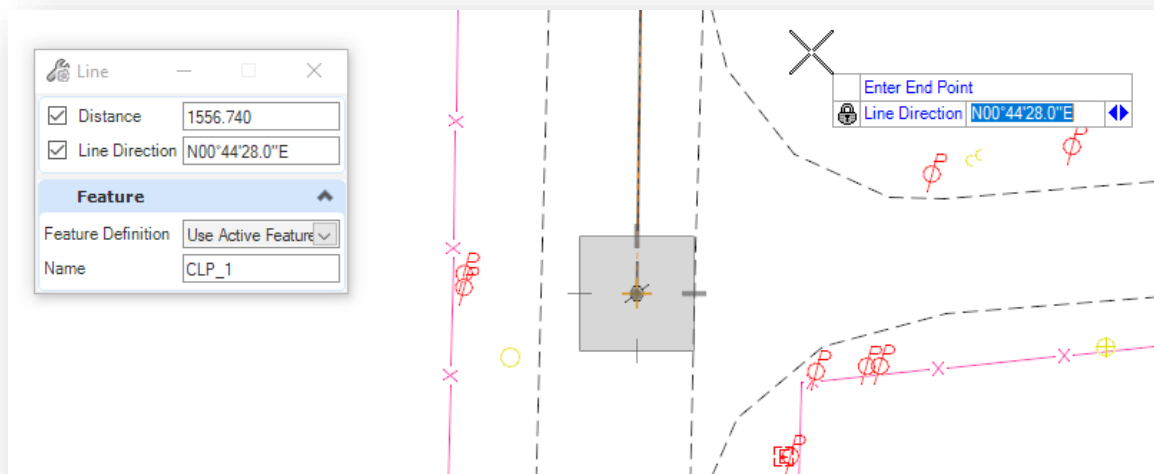 Line
Distance 1556.740
Line Direction N00°44'28.0"E
Feature
Feature Definition Use Active Feature
Name CLP_1
Enter End Point
Line Direction N00°44'28.0"E
X
X
X
X
X
P
P
P
P
P
P
P
P
E